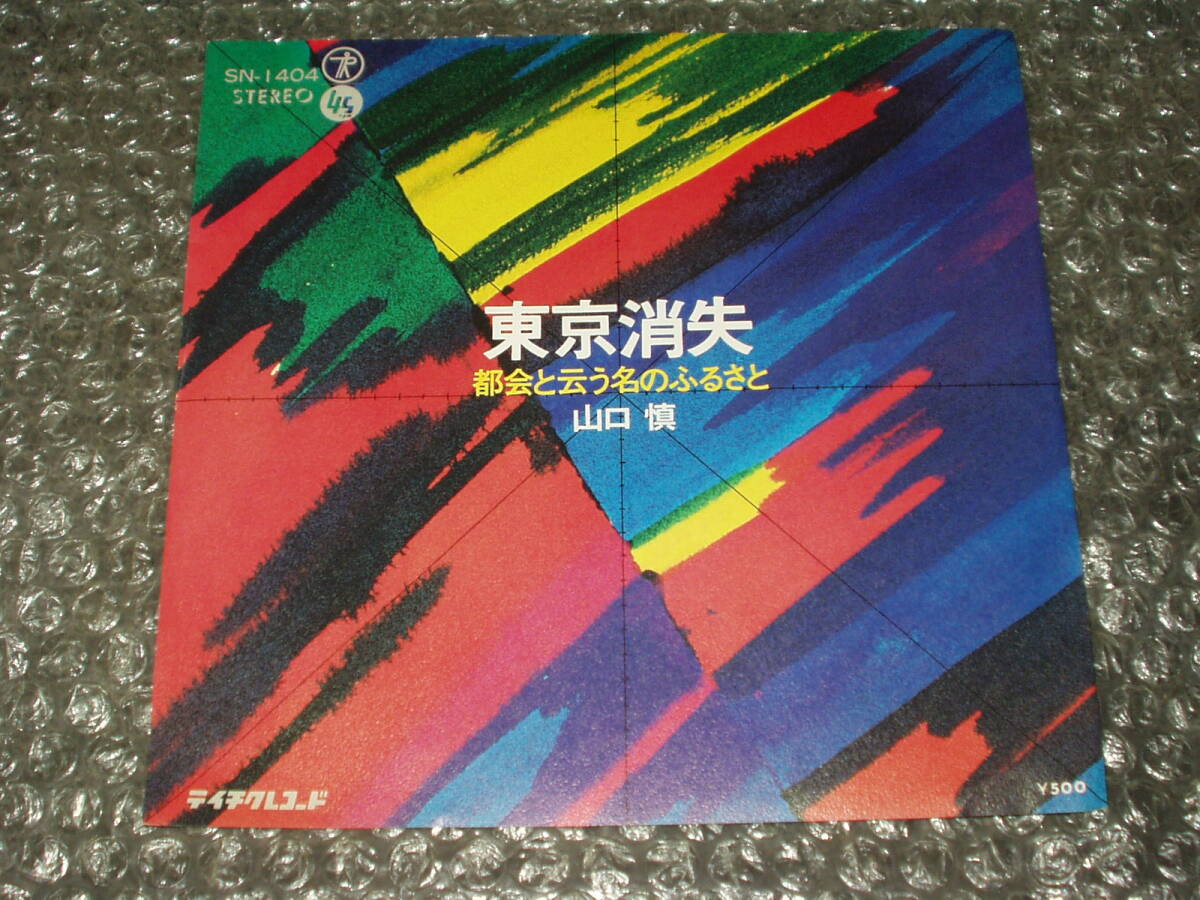 SN-1404
STEREO
45
東京消失
都会と云う名のふるさと
山口 慎
テイチクレコード
¥500